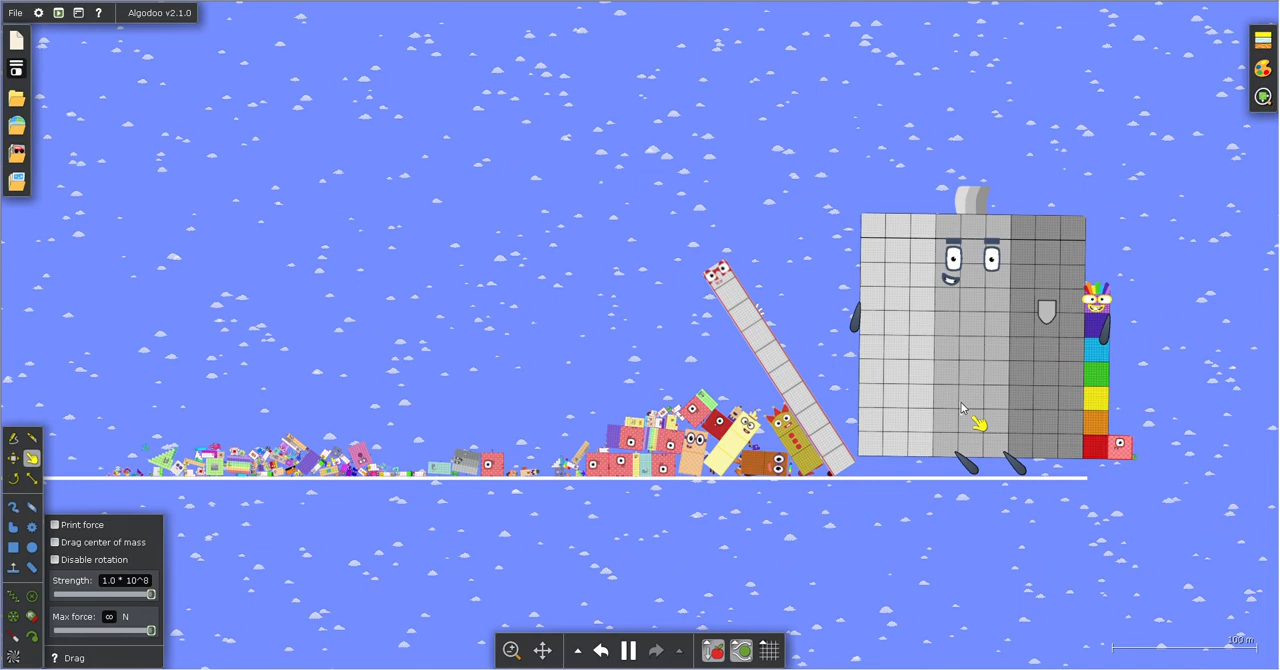 File ? Algodoo v2.1.0
Print force
Drag center of mass
Disable rotation
Strength: 1.0 * 10^8
Max force: ∞ N
? Drag
100 m